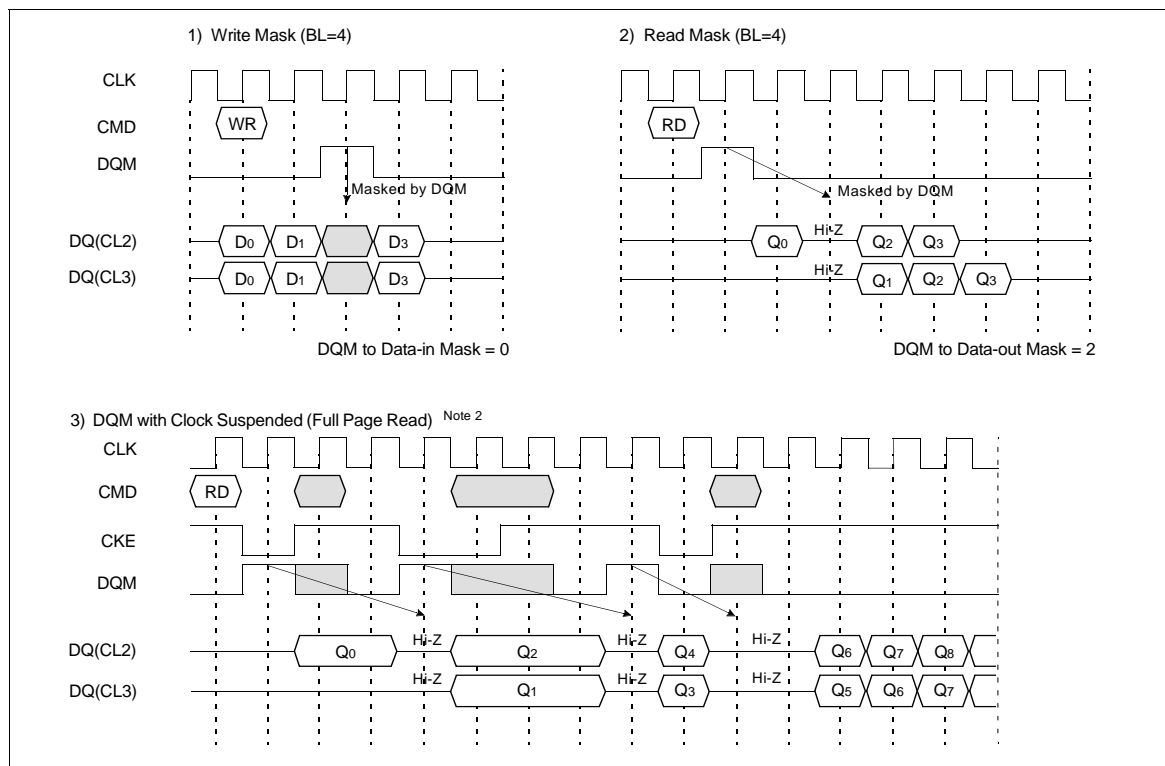 1) Write Mask (BL=4)
CLK
CMD
WR
DQM
Masked by DQM
DQ(CL2)
D0 D1 D3
DQ(CL3)
D0 D1 D3
DQM to Data-in Mask = 0
2) Read Mask (BL=4)
RD
Masked by DQM
Hi-Z
Q0 Q2 Q3
Hi-Z
Q1 Q2 Q3
DQM to Data-out Mask = 2
3) DQM with Clock Suspended (Full Page Read) Note 2
CLK
CMD
RD
CKE
DQM
Hi-Z Hi-Z Hi-Z
DQ(CL2)
Q0 Q2 Q4 Q6 Q7 Q8
Hi-Z Hi-Z Hi-Z
DQ(CL3)
Q1 Q3 Q5 Q6 Q7